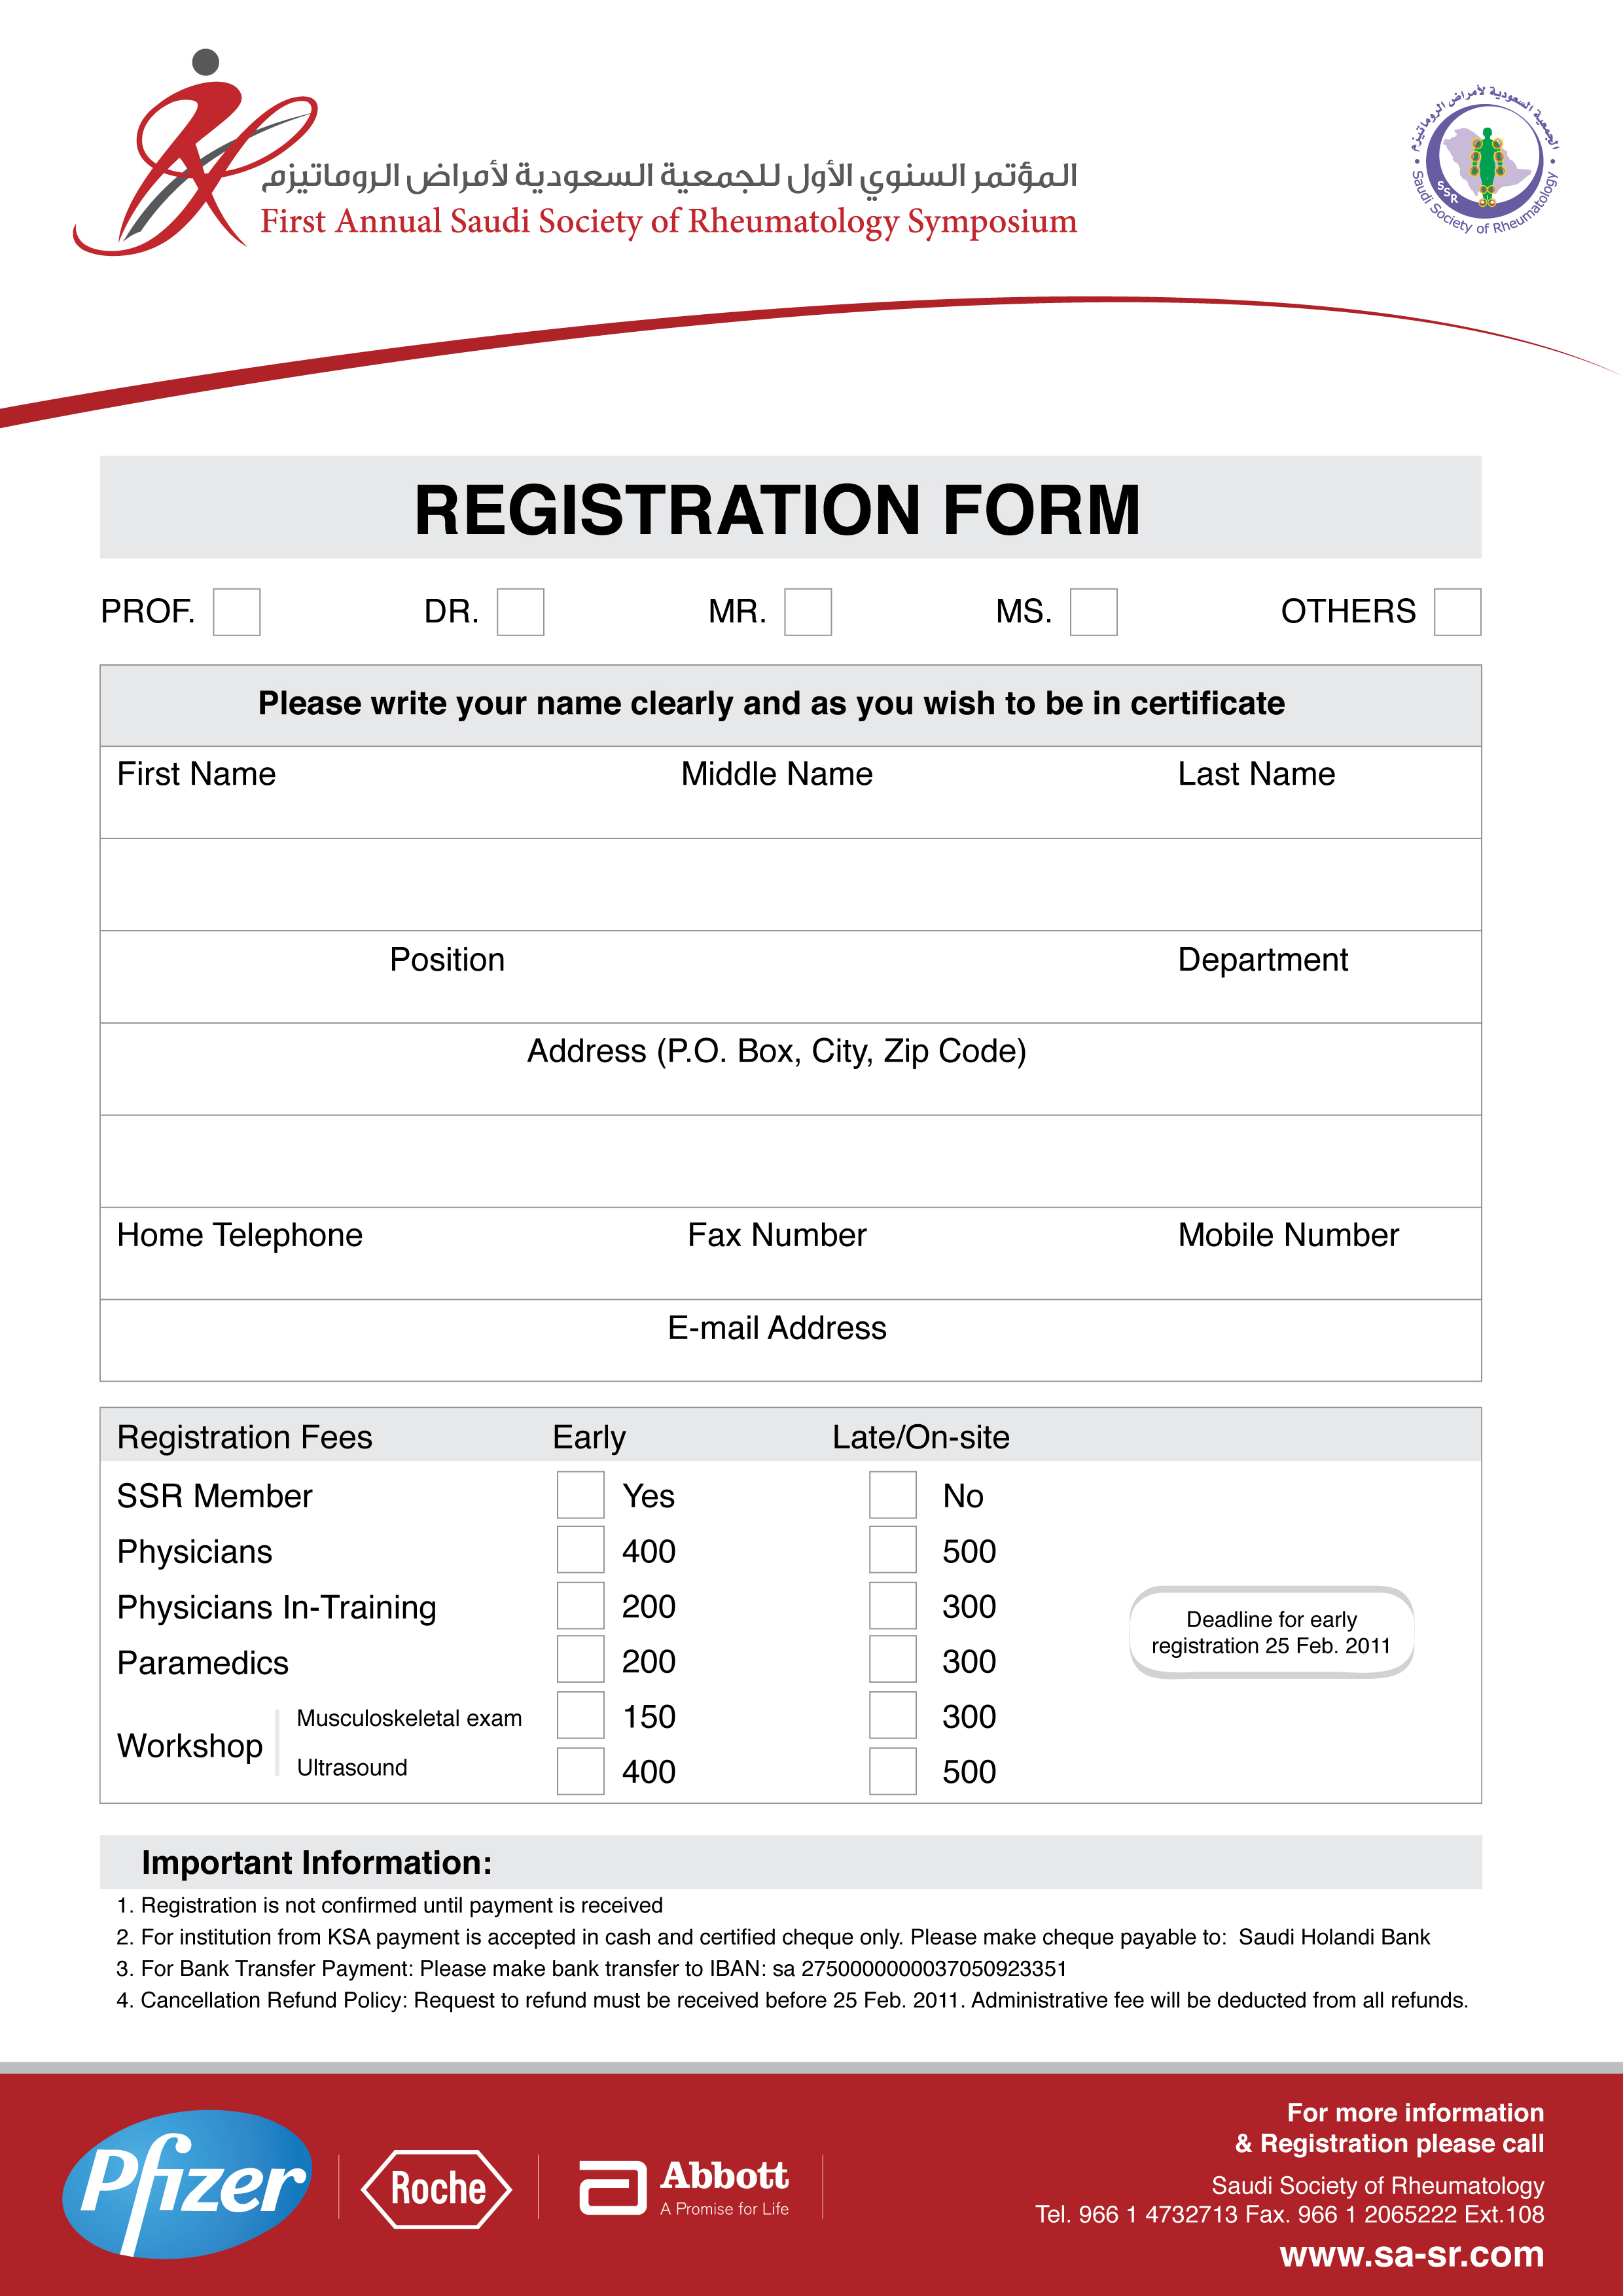 المؤتمر السنوي الأول للجمعية السعودية لأمراض الروماتيزم
First Annual Saudi Society of Rheumatology Symposium
الجمعية السعودية لأمراض الروماتيزم
SSR
Saudi Society of Rheumatology
REGISTRATION FORM
PROF. DR. MR. MS. OTHERS
Please write your name clearly and as you wish to be in certificate
First Name Middle Name Last Name
Position Department
Address (P.O. Box, City, Zip Code)
Home Telephone Fax Number Mobile Number
E-mail Address
Registration Fees Early Late/On-site
SSR Member Yes No
Physicians 400 500
Physicians In-Training 200 300
Paramedics 200 300
Workshop
Musculoskeletal exam 150 300
Ultrasound 400 500
Deadline for early
registration 25 Feb. 2011
Important Information:
1. Registration is not confirmed until payment is received
2. For institution from KSA payment is accepted in cash and certified cheque only. Please make cheque payable to: Saudi Holandi Bank
3. For Bank Transfer Payment: Please make bank transfer to IBAN: sa 2750000000037050923351
4. Cancellation Refund Policy: Request to refund must be received before 25 Feb. 2011. Administrative fee will be deducted from all refunds.
Pfizer
Roche
Abbott
A Promise for Life
For more information
& Registration please call
Saudi Society of Rheumatology
Tel. 966 1 4732713 Fax. 966 1 2065222 Ext.108
www.sa-sr.com